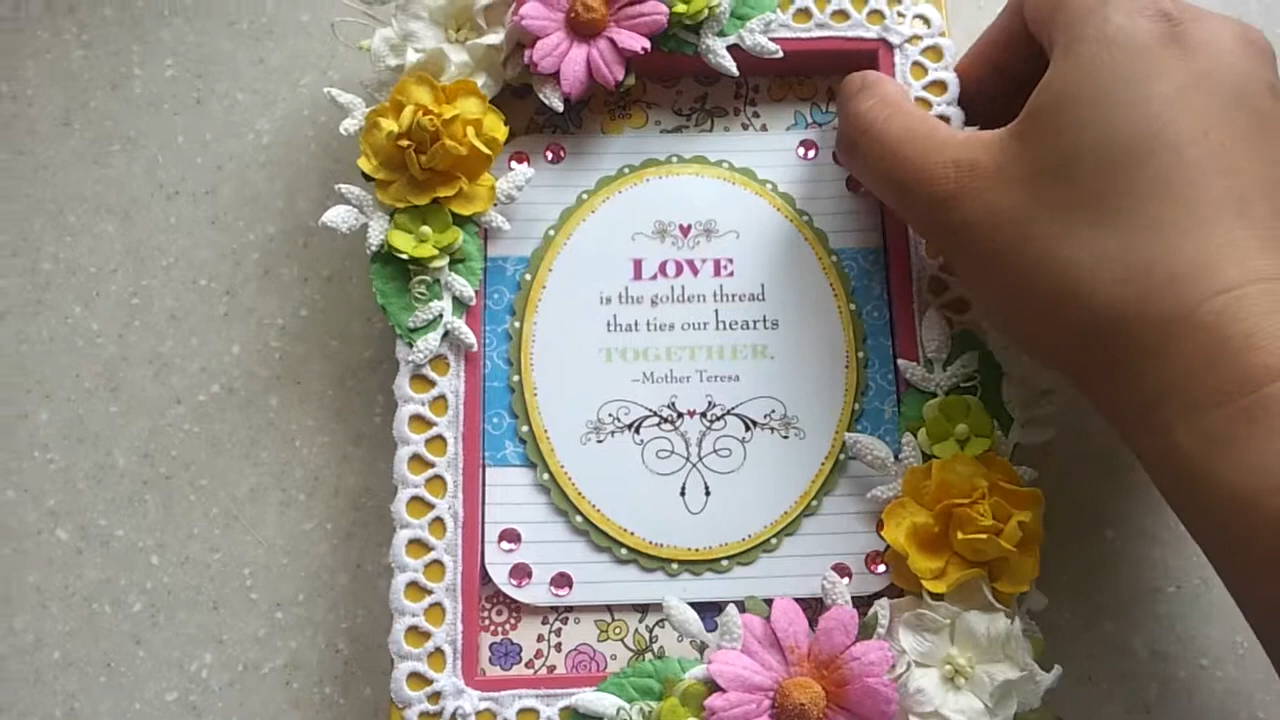 LOVE
is the golden thread
that ties our hearts
TOGETHER.
–Mother Teresa